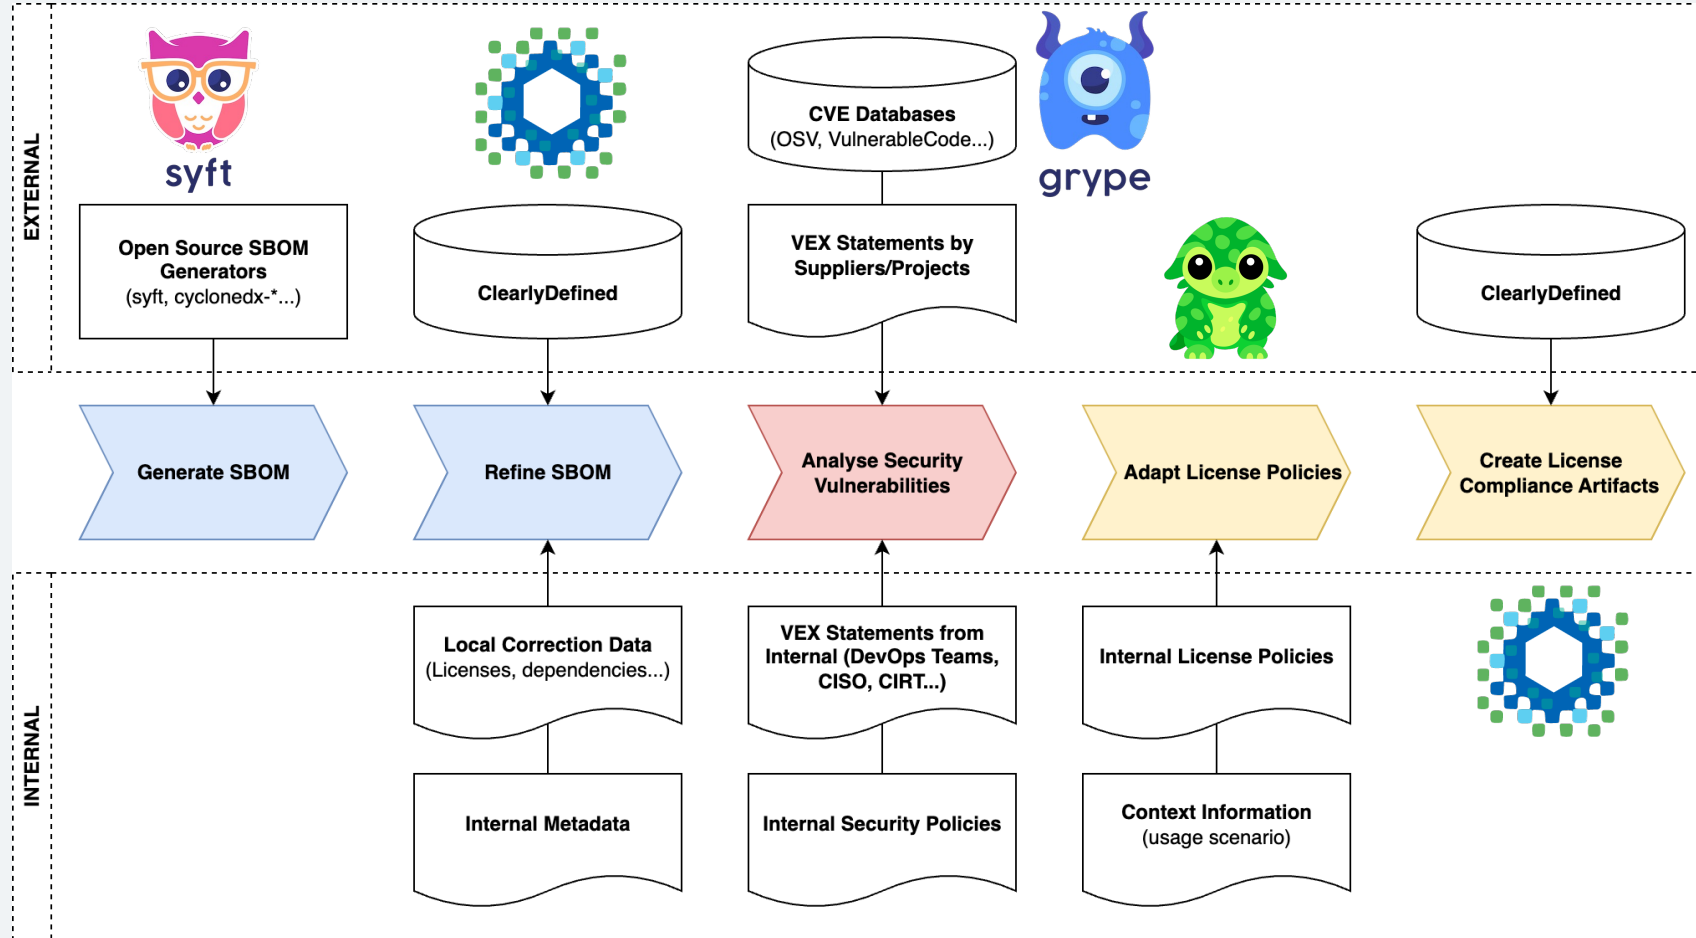 EXTERNAL
syft
Open Source SBOM
Generators
(syft, cyclonedx-*...)
ClearlyDefined
CVE Databases
(OSV, VulnerableCode...)
VEX Statements by
Suppliers/Projects
grype
ClearlyDefined
Generate SBOM
Refine SBOM
Analyse Security
Vulnerabilities
Adapt License Policies
Create License
Compliance Artifacts
INTERNAL
Local Correction Data
(Licenses, dependencies...)
Internal Metadata
VEX Statements from
Internal (DevOps Teams,
CISO, CIRT...)
Internal Security Policies
Internal License Policies
Context Information
(usage scenario)